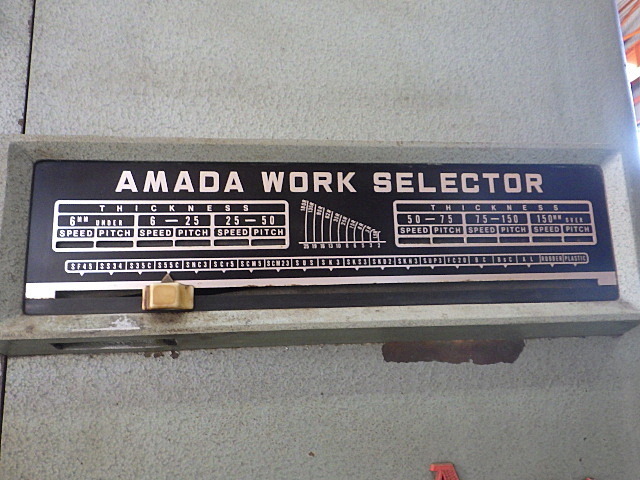 AMADA WORK SELECTOR
THICKNESS
6MM UNDER 6 — 25 25 — 50
SPEED PITCH SPEED PITCH SPEED PITCH
THICKNESS
50 — 75 75 — 150 150MM OVER
SPEED PITCH SPEED PITCH SPEED PITCH
SF45 SS34 S35C S55C SNC3 SCr5 SCM5 SCM23 SUS SK3 SKS3 SKD2 SKH3 SUP3 FC20 BC BsC AL RUBBER PLASTIC